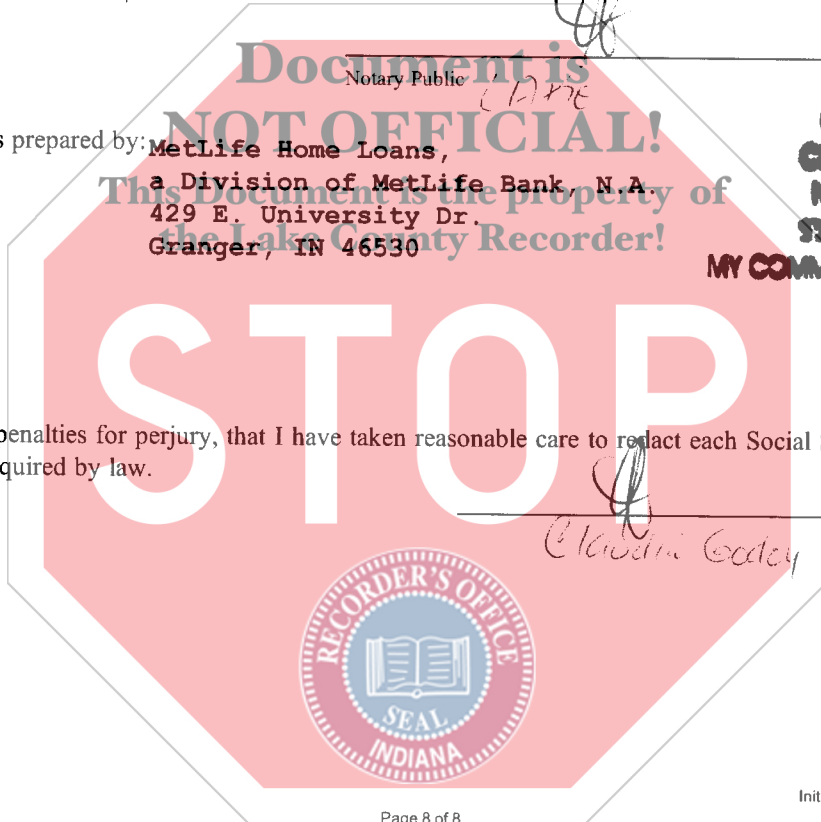 Document is
Notary Public
NOT OFFICIAL!
s prepared by: MetLife Home Loans,
a Division of MetLife Bank, N.A.
This Document is the property of
429 E. University Dr.
the Lake County Recorder!
Granger, IN 46530
MY COMM
STOP
penalties for perjury, that I have taken reasonable care to redact each Social
quired by law.
Claudia Godoy
RECORDER'S OFFICE
SEAL
INDIANA
Init
Page 8 of 8